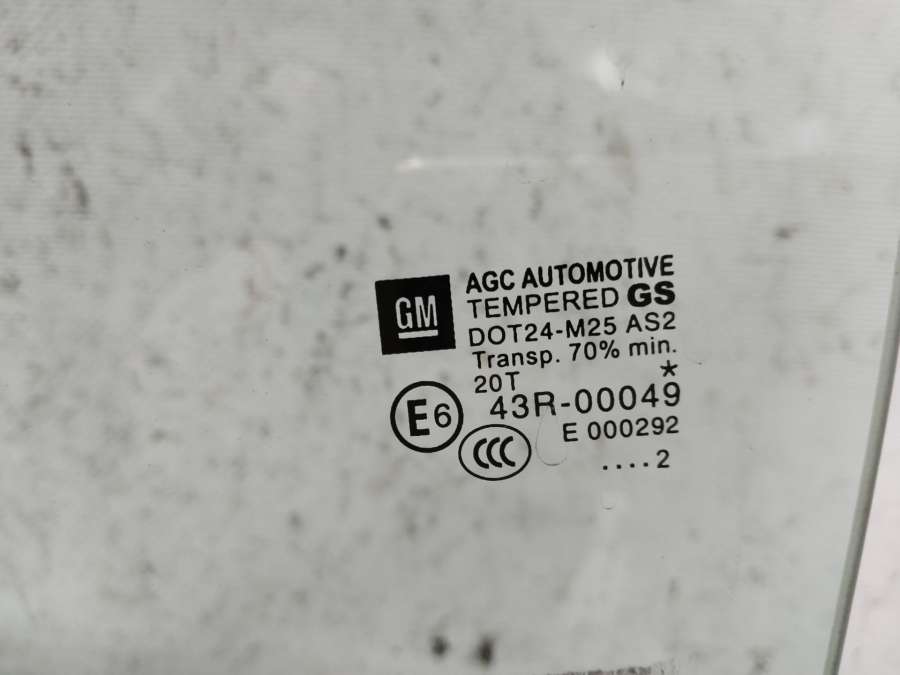 GM
AGC AUTOMOTIVE
TEMPERED GS
DOT24-M25 AS2
Transp. 70% min.
20T *
E6 43R-00049
CCC E 000292
....2